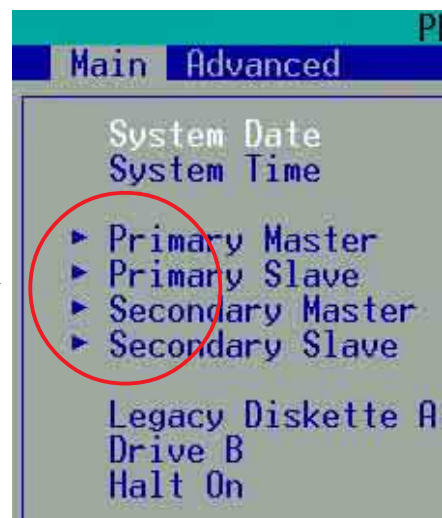 Main Advanced
System Date
System Time
► Primary Master
► Primary Slave
► Secondary Master
► Secondary Slave
Legacy Diskette A
Drive B
Halt On